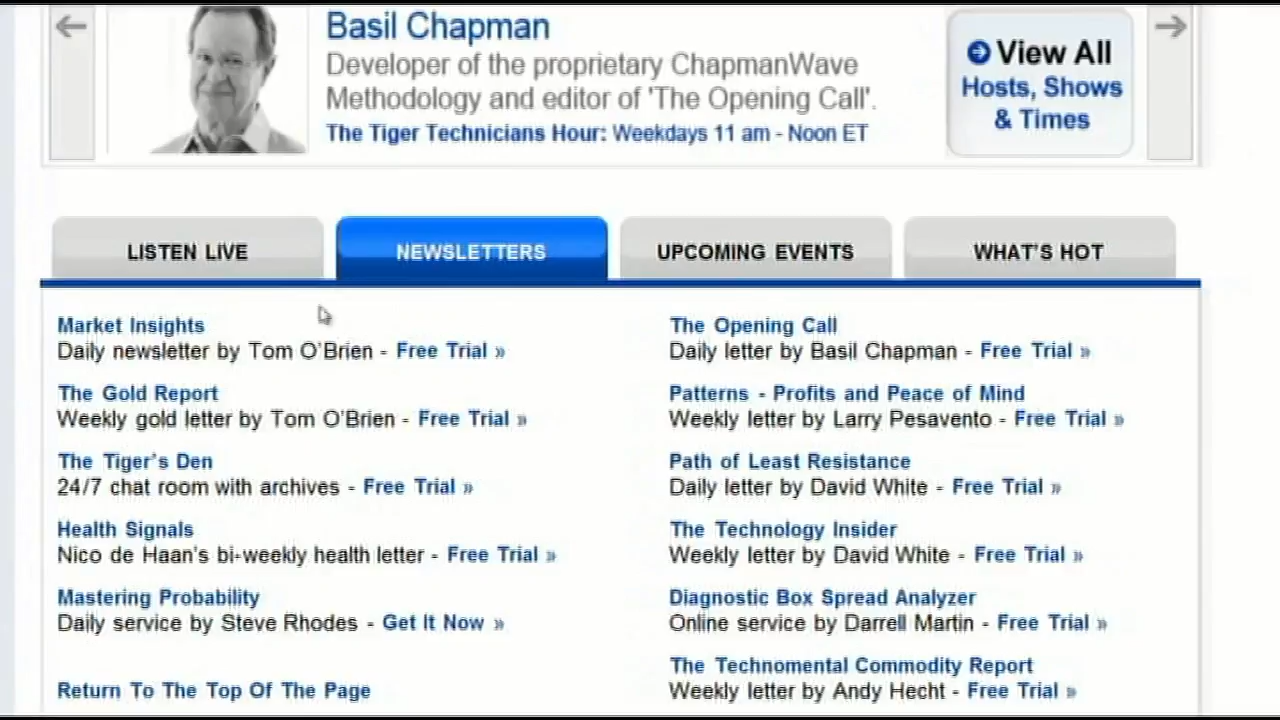 Basil Chapman
Developer of the proprietary ChapmanWave
Methodology and editor of 'The Opening Call'.
The Tiger Technicians Hour: Weekdays 11 am - Noon ET
View All
Hosts, Shows
& Times
LISTEN LIVE
NEWSLETTERS
UPCOMING EVENTS
WHAT'S HOT
Market Insights
Daily newsletter by Tom O'Brien - Free Trial »
The Gold Report
Weekly gold letter by Tom O'Brien - Free Trial »
The Tiger's Den
24/7 chat room with archives - Free Trial »
Health Signals
Nico de Haan's bi-weekly health letter - Free Trial »
Mastering Probability
Daily service by Steve Rhodes - Get It Now »
Return To The Top Of The Page
The Opening Call
Daily letter by Basil Chapman - Free Trial »
Patterns - Profits and Peace of Mind
Weekly letter by Larry Pesavento - Free Trial »
Path of Least Resistance
Daily letter by David White - Free Trial »
The Technology Insider
Weekly letter by David White - Free Trial »
Diagnostic Box Spread Analyzer
Online service by Darrell Martin - Free Trial »
The Technomental Commodity Report
Weekly letter by Andy Hecht - Free Trial »